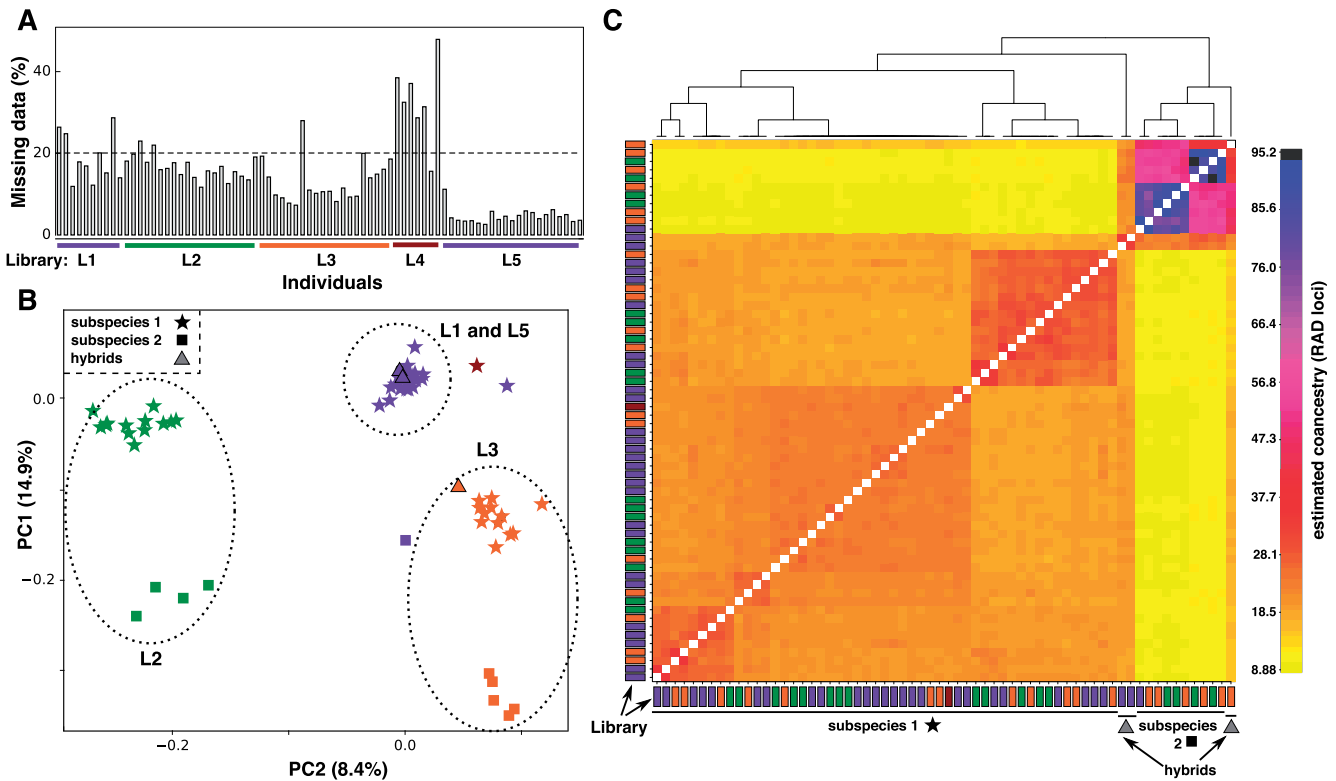 A
Missing data (%)
40
20
0
Library: L1 L2 L3 L4 L5
Individuals
B
subspecies 1
subspecies 2
hybrids
L1 and L5
L3
L2
0.0
−0.2
PC1 (14.9%)
−0.2 0.0
PC2 (8.4%)
C
95.2
85.6
76.0
66.4
56.8
47.3
37.7
28.1
18.5
8.88
estimated coancestry (RAD loci)
Library
subspecies 1
subspecies
2
hybrids